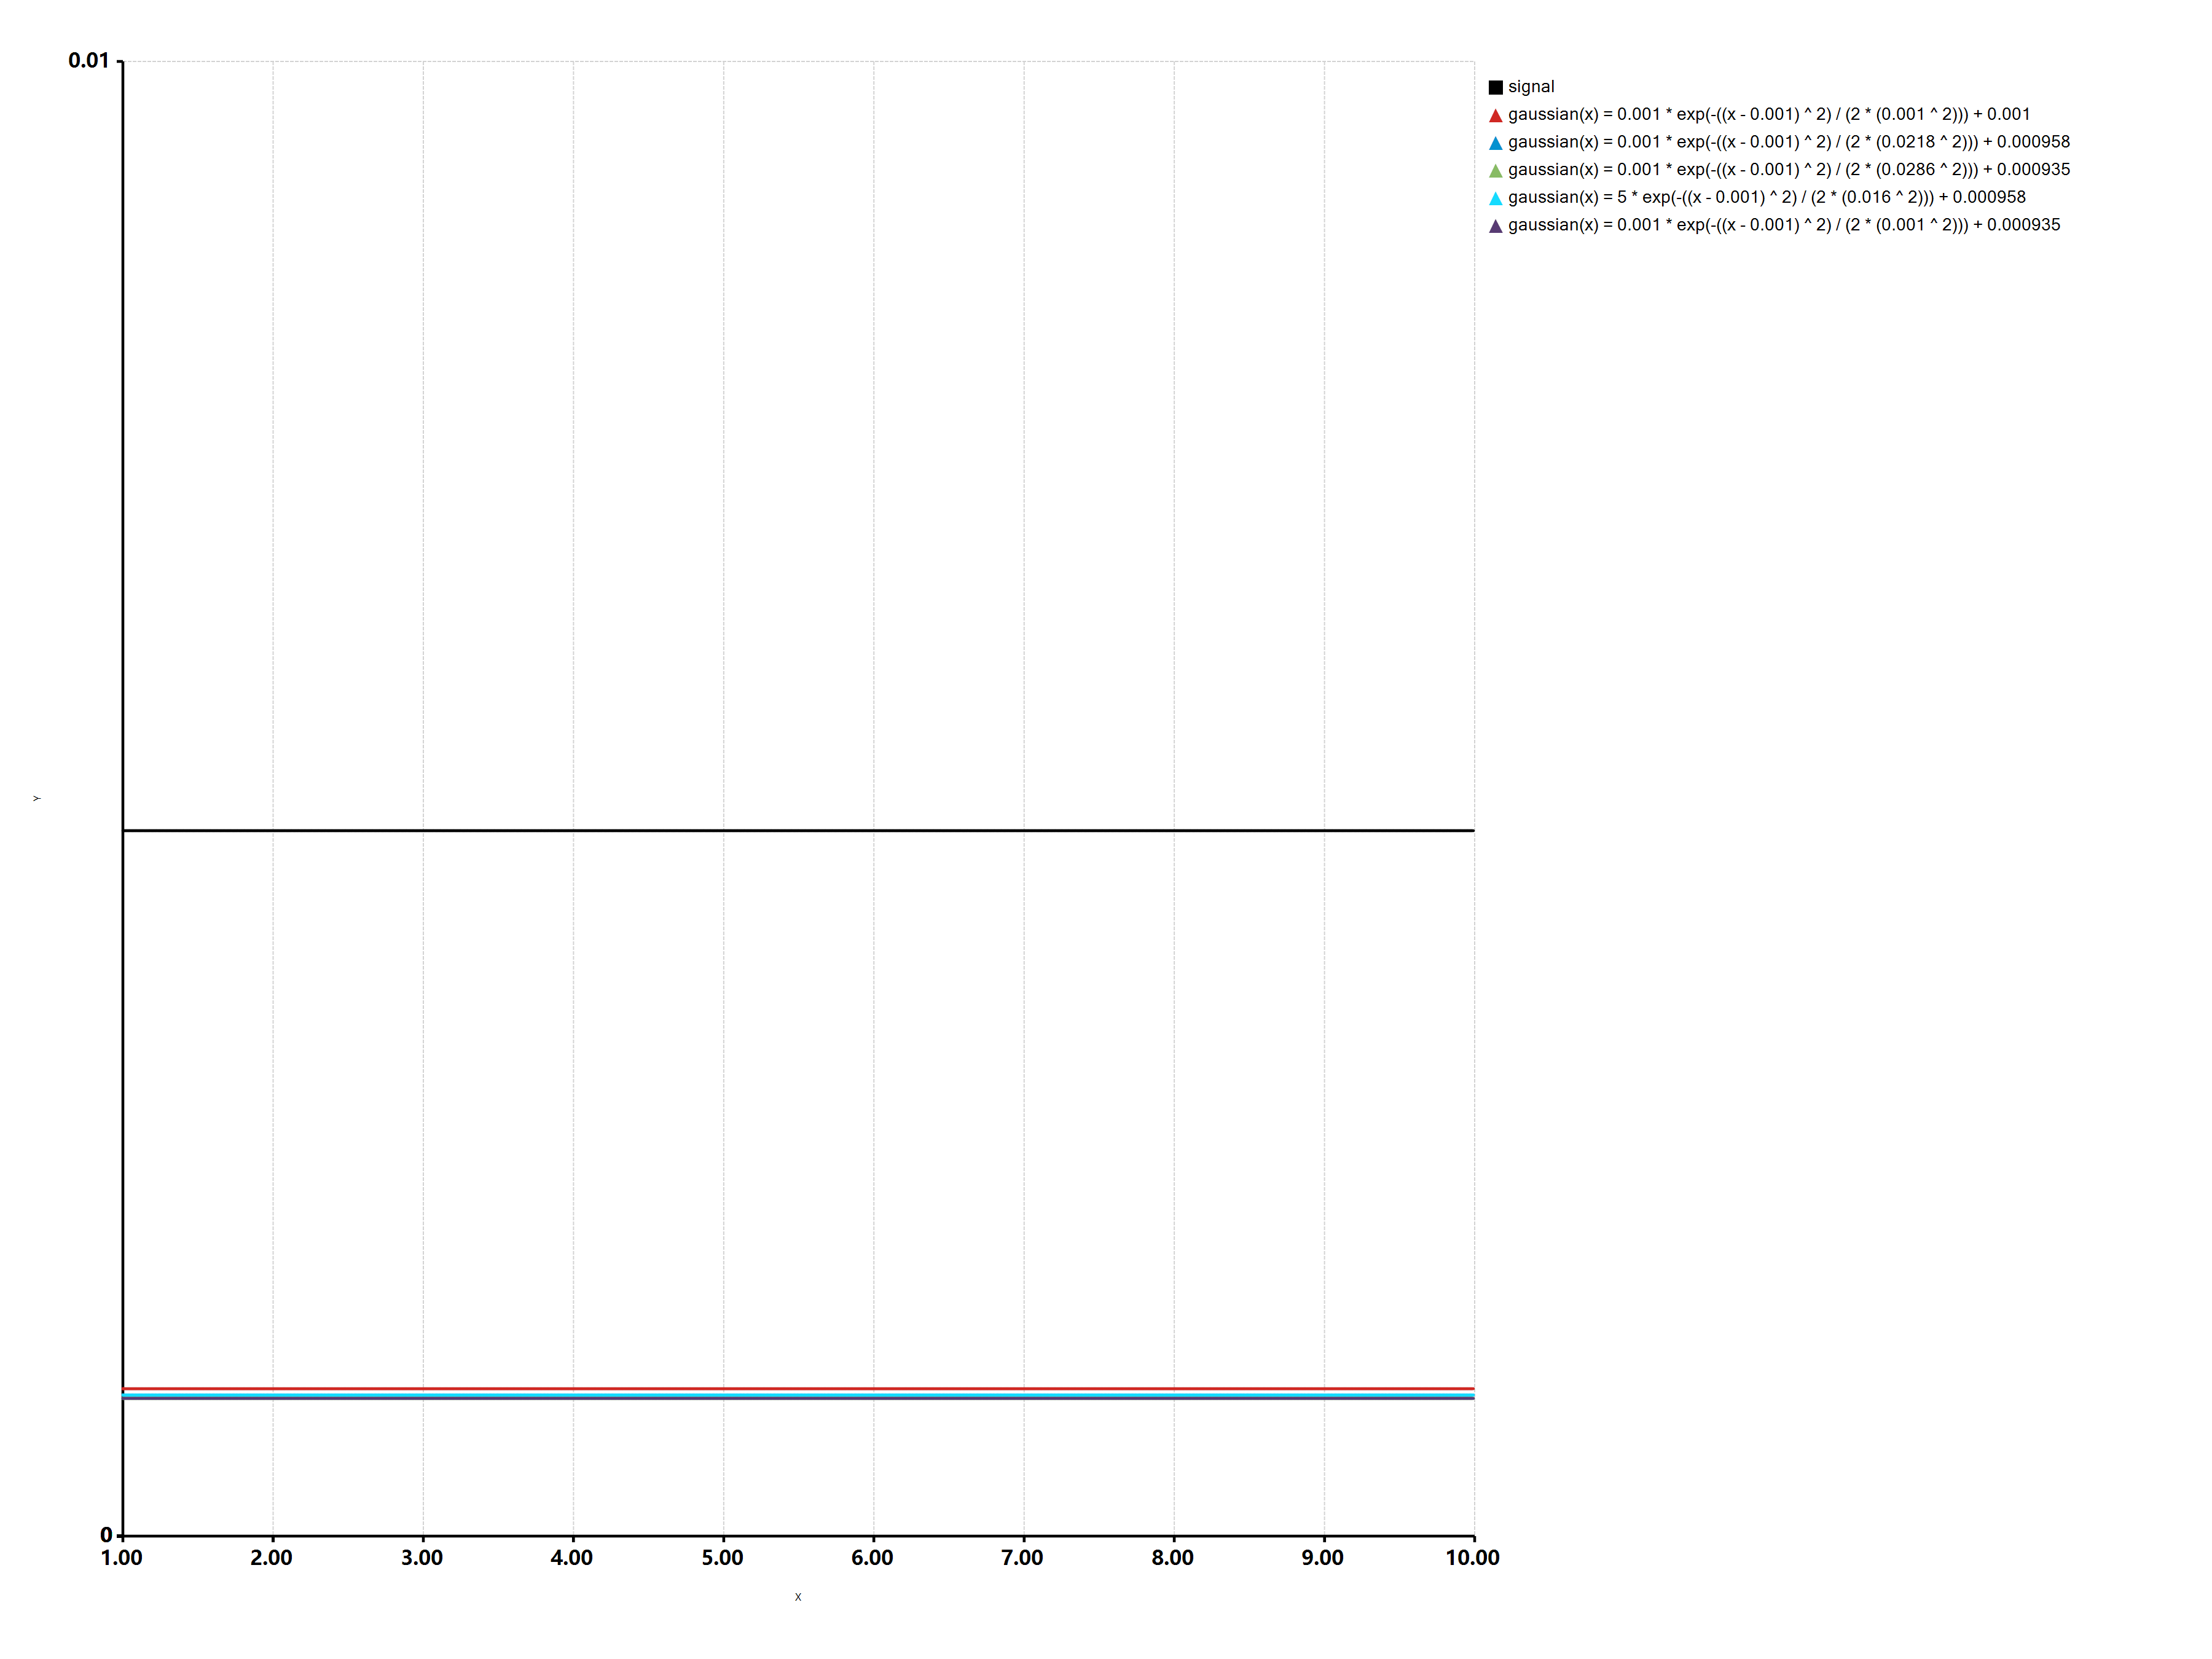 0.01
signal
gaussian(x) = 0.001 * exp(-((x - 0.001) ^ 2) / (2 * (0.001 ^ 2))) + 0.001
gaussian(x) = 0.001 * exp(-((x - 0.001) ^ 2) / (2 * (0.0218 ^ 2))) + 0.000958
gaussian(x) = 0.001 * exp(-((x - 0.001) ^ 2) / (2 * (0.0286 ^ 2))) + 0.000935
gaussian(x) = 5 * exp(-((x - 0.001) ^ 2) / (2 * (0.016 ^ 2))) + 0.000958
gaussian(x) = 0.001 * exp(-((x - 0.001) ^ 2) / (2 * (0.001 ^ 2))) + 0.000935
Y
0
1.00 2.00 3.00 4.00 5.00 6.00 7.00 8.00 9.00 10.00
X